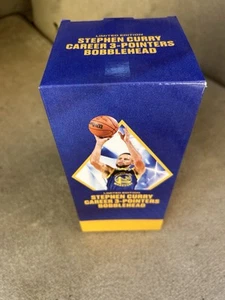 LIMITED EDITION
STEPHEN CURRY
CAREER 3-POINTERS
BOBBLEHEAD
LIMITED EDITION
STEPHEN CURRY
CAREER 3-POINTERS
BOBBLEHEAD